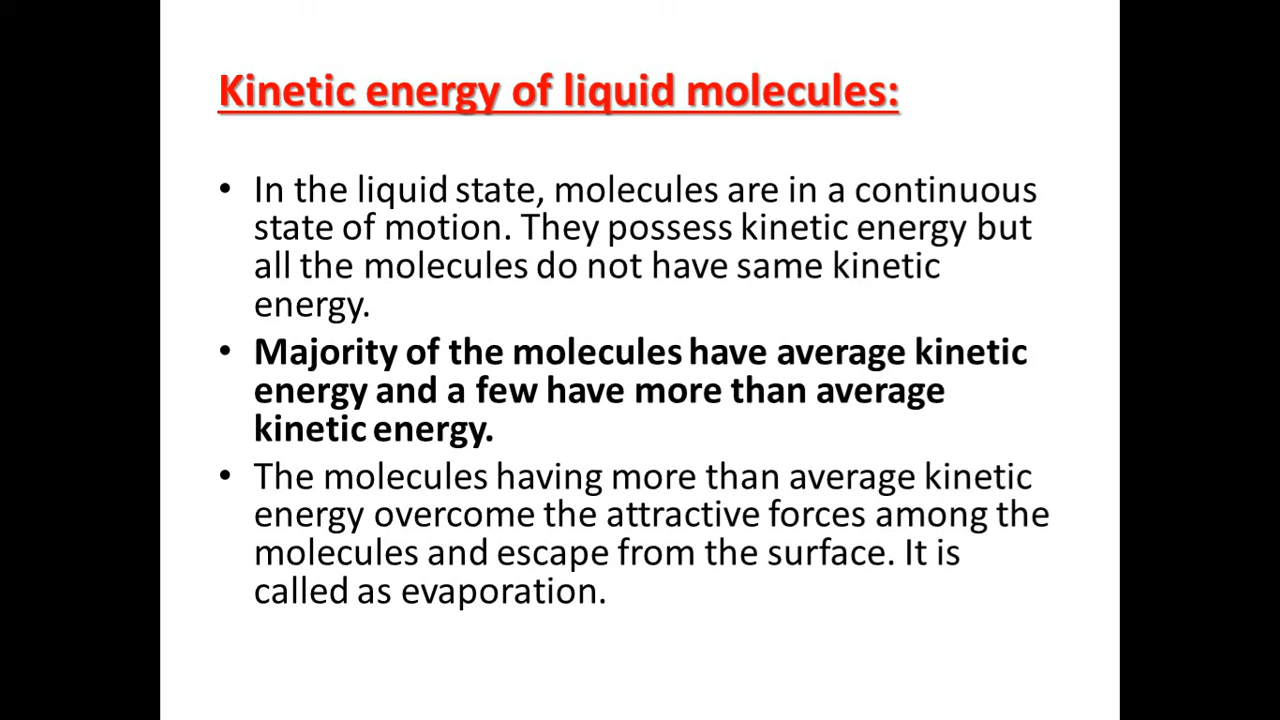 Kinetic energy of liquid molecules:
• In the liquid state, molecules are in a continuous
state of motion. They possess kinetic energy but
all the molecules do not have same kinetic
energy.
• Majority of the molecules have average kinetic
energy and a few have more than average
kinetic energy.
• The molecules having more than average kinetic
energy overcome the attractive forces among the
molecules and escape from the surface. It is
called as evaporation.